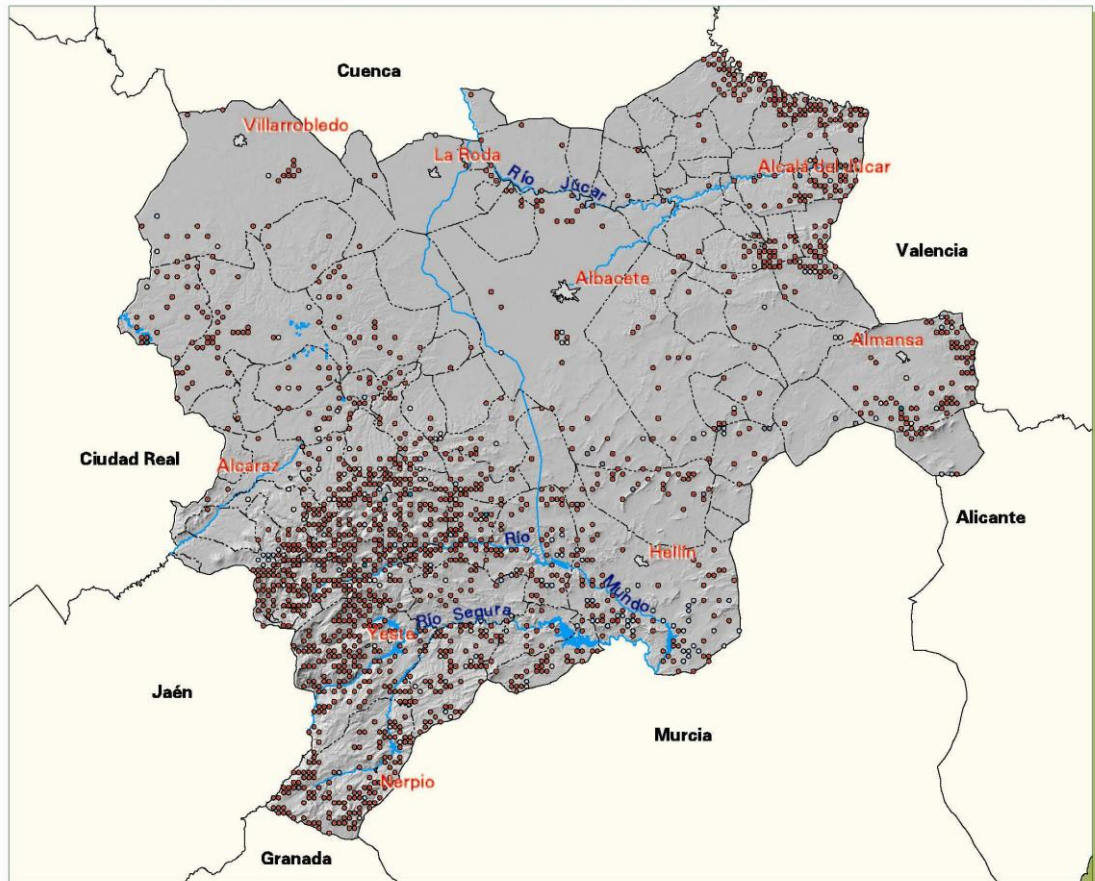 Cuenca
Villarrobledo
La Roda
Río Júcar
Alcalá del Júcar
Valencia
Albacete
Almansa
Ciudad Real
Alcaraz
Alicante
Río Mundo
Hellín
Río Segura
Yeste
Jaén
Murcia
Nerpio
Granada